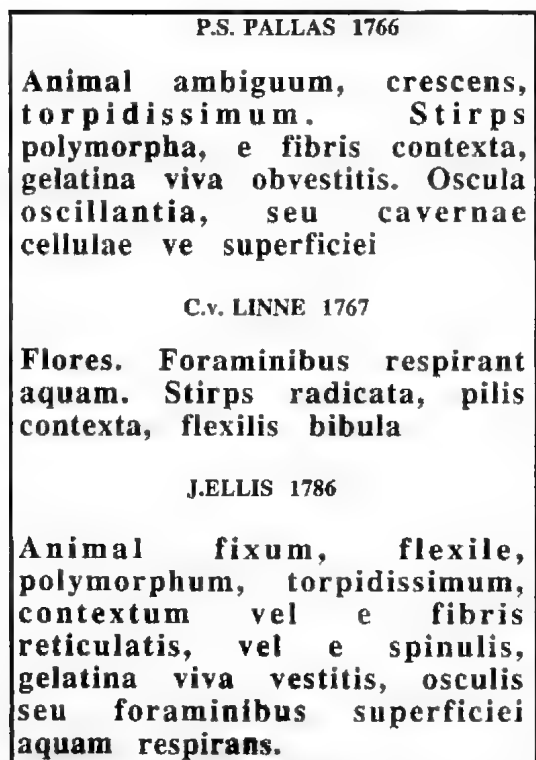 P.S. PALLAS 1766
Animal ambiguum, crescens,
torpidissimum. Stirps
polymorpha, e fibris contexta,
gelatina viva obvestitis. Oscula
oscillantia, seu cavernae
cellulae ve superficiei
C.v. LINNE 1767
Flores. Foraminibus respirant
aquam. Stirps radicata, pilis
contexta, flexilis bibula
J.ELLIS 1786
Animal fixum, flexile,
polymorphum, torpidissimum,
contextum vel e fibris
reticulatis, vel e spinulis,
gelatina viva vestitis, osculis
seu foraminibus superficiei
aquam respirans.